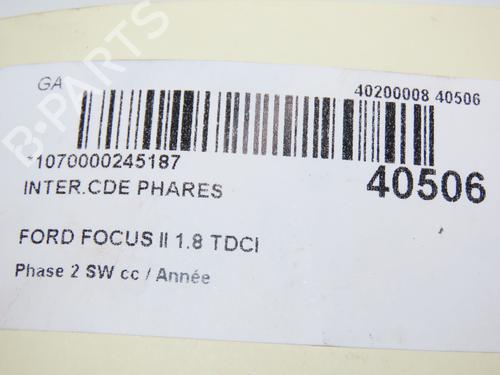 GA
40200008 40506
*1070000245187
40506
INTER.CDE PHARES
FORD FOCUS II 1.8 TDCI
Phase 2 SW cc / Année
B-PARTS